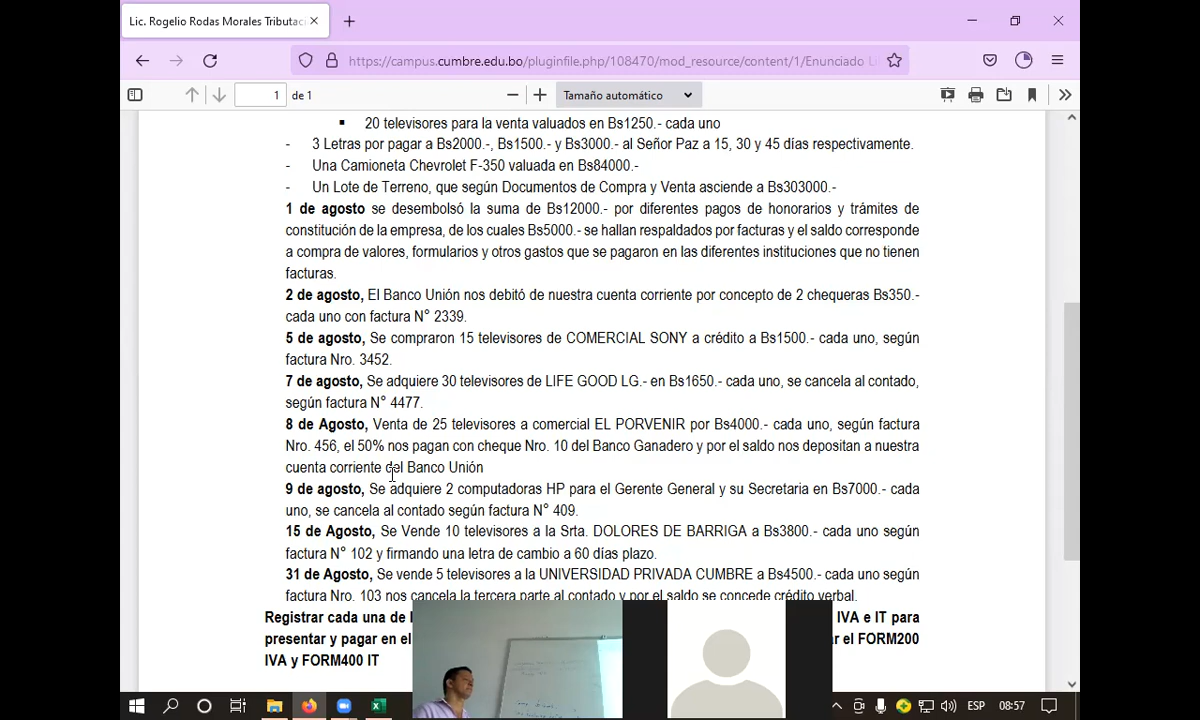 Lic. Rogelio Rodas Morales Tributac
https://campus.cumbre.edu.bo/pluginfile.php/108470/mod_resource/content/1/Enunciado Li
1 de 1
Tamaño automático
▪ 20 televisores para la venta valuados en Bs1250.- cada uno
- 3 Letras por pagar a Bs2000.-, Bs1500.- y Bs3000.- al Señor Paz a 15, 30 y 45 días respectivamente.
- Una Camioneta Chevrolet F-350 valuada en Bs84000.-
- Un Lote de Terreno, que según Documentos de Compra y Venta asciende a Bs303000.-
1 de agosto se desembolsó la suma de Bs12000.- por diferentes pagos de honorarios y trámites de
constitución de la empresa, de los cuales Bs5000.- se hallan respaldados por facturas y el saldo corresponde
a compra de valores, formularios y otros gastos que se pagaron en las diferentes instituciones que no tienen
facturas.
2 de agosto, El Banco Unión nos debitó de nuestra cuenta corriente por concepto de 2 chequeras Bs350.-
cada uno con factura N° 2339.
5 de agosto, Se compraron 15 televisores de COMERCIAL SONY a crédito a Bs1500.- cada uno, según
factura Nro. 3452.
7 de agosto, Se adquiere 30 televisores de LIFE GOOD LG.- en Bs1650.- cada uno, se cancela al contado,
según factura N° 4477.
8 de Agosto, Venta de 25 televisores a comercial EL PORVENIR por Bs4000.- cada uno, según factura
Nro. 456, el 50% nos pagan con cheque Nro. 10 del Banco Ganadero y por el saldo nos depositan a nuestra
cuenta corriente del Banco Unión
9 de agosto, Se adquiere 2 computadoras HP para el Gerente General y su Secretaria en Bs7000.- cada
uno, se cancela al contado según factura N° 409.
15 de Agosto, Se Vende 10 televisores a la Srta. DOLORES DE BARRIGA a Bs3800.- cada uno según
factura N° 102 y firmando una letra de cambio a 60 días plazo.
31 de Agosto, Se vende 5 televisores a la UNIVERSIDAD PRIVADA CUMBRE a Bs4500.- cada uno según
factura Nro. 103 nos cancela la tercera parte al contado y por el saldo se concede crédito verbal.
Registrar cada una de l IVA e IT para
presentar y pagar en el r el FORM200
IVA y FORM400 IT
ESP 08:57